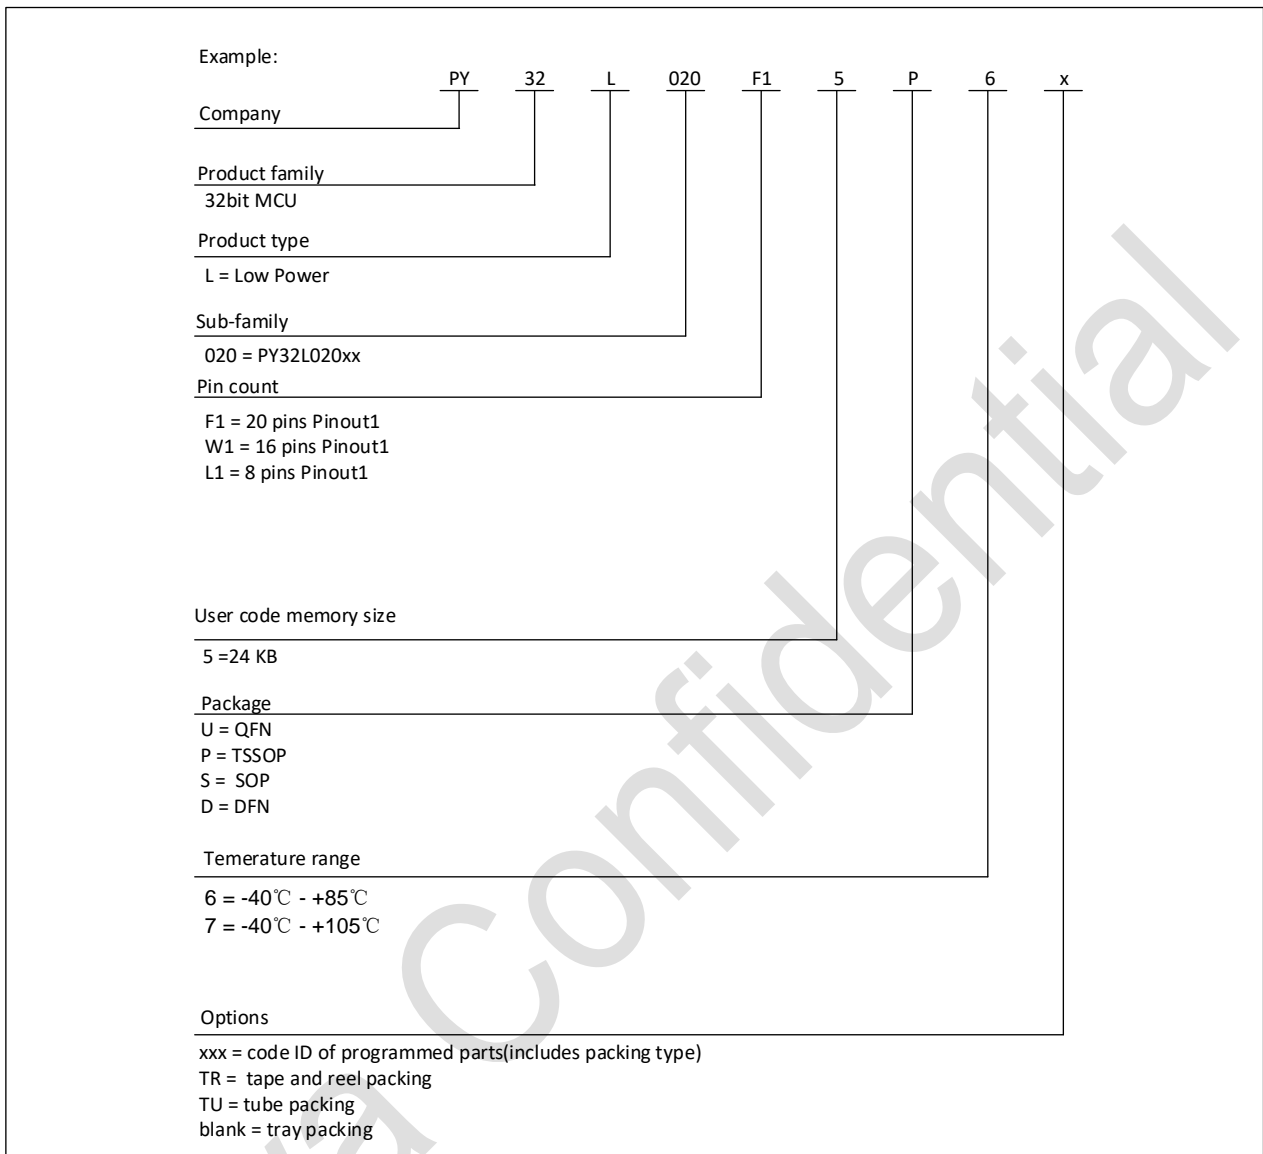 Example:
PY 32 L 020 F1 5 P 6 x
Company
Product family
32bit MCU
Product type
L = Low Power
Sub-family
020 = PY32L020xx
Pin count
F1 = 20 pins Pinout1
W1 = 16 pins Pinout1
L1 = 8 pins Pinout1
User code memory size
5 =24 KB
Package
U = QFN
P = TSSOP
S = SOP
D = DFN
Temerature range
6 = -40℃ - +85℃
7 = -40℃ - +105℃
Options
xxx = code ID of programmed parts(includes packing type)
TR = tape and reel packing
TU = tube packing
blank = tray packing
Confidential